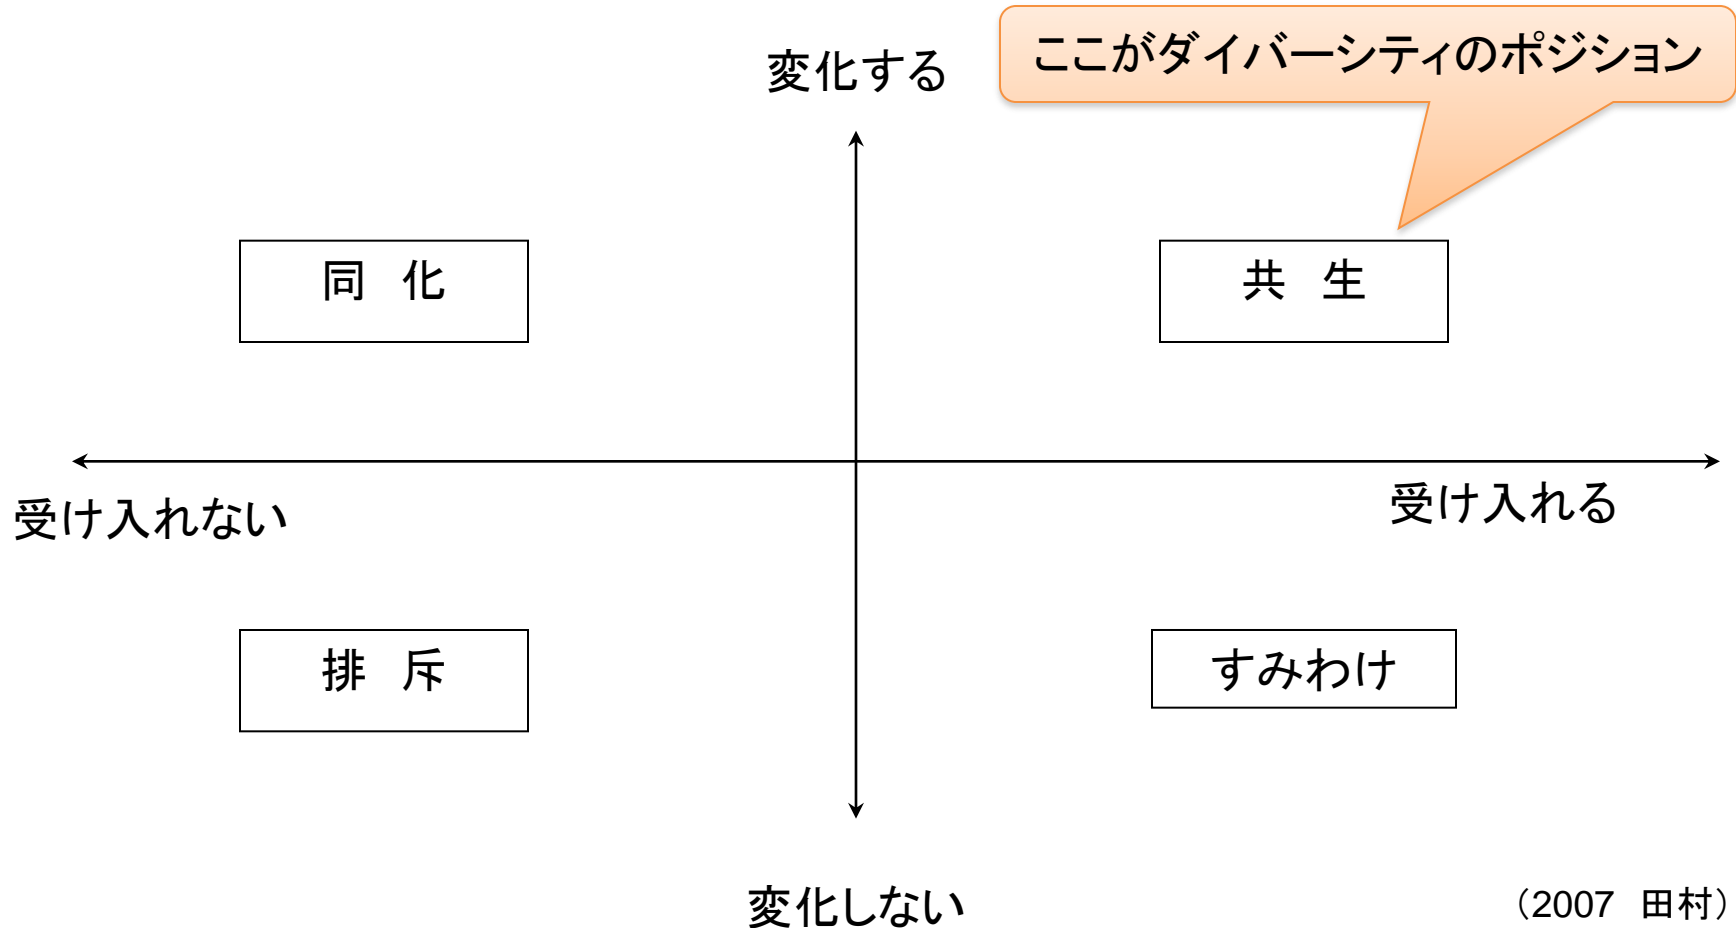 ここがダイバーシティのポジション
変化する
同　化
共　生
受け入れない
受け入れる
排　斥
すみわけ
変化しない
（2007　田村）